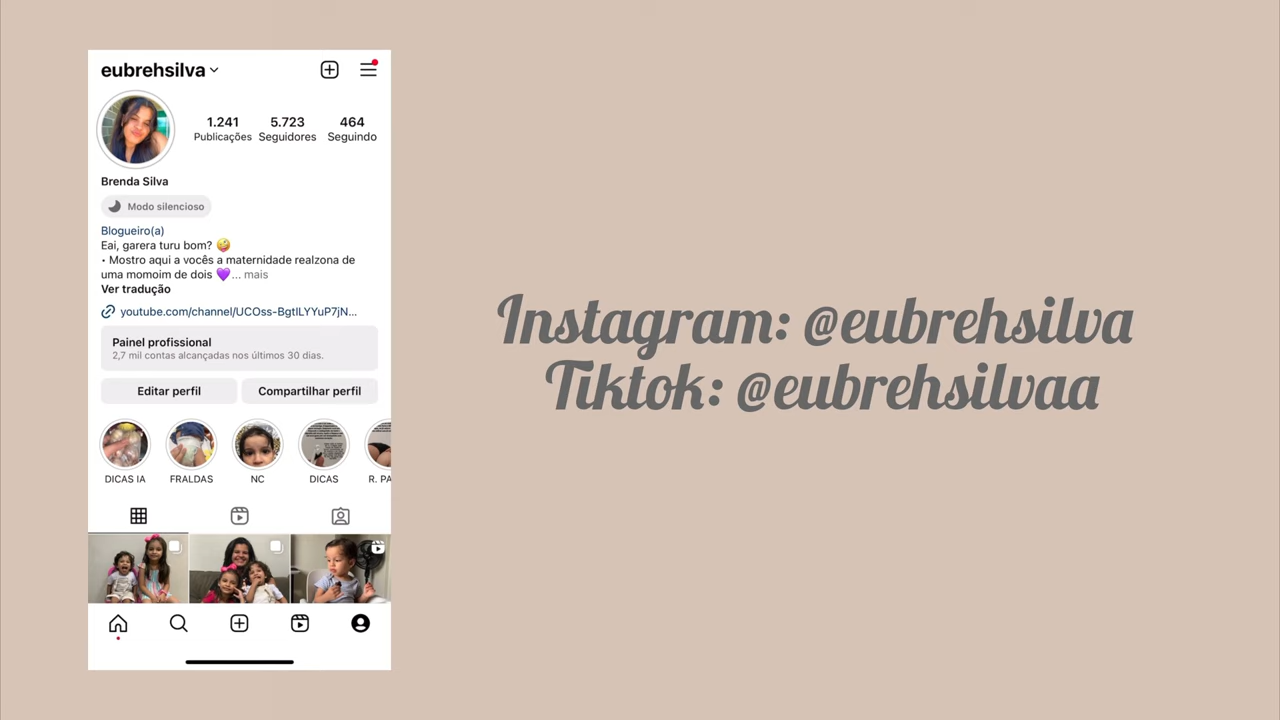 eubrehsilva
1.241 5.723 464
Publicações Seguidores Seguindo
Brenda Silva
Modo silencioso
Blogueiro(a)
Eai, garera turu bom? 🤪
• Mostro aqui a vocês a maternidade realzona de
uma momoim de dois 💜... mais
Ver tradução
youtube.com/channel/UCOss-BgtILYYuP7jN...
Painel profissional
2,7 mil contas alcançadas nos últimos 30 dias.
Editar perfil Compartilhar perfil
DICAS IA FRALDAS NC DICAS R. PA
Instagram: @eubrehsilva
Tiktok: @eubrehsilvaa